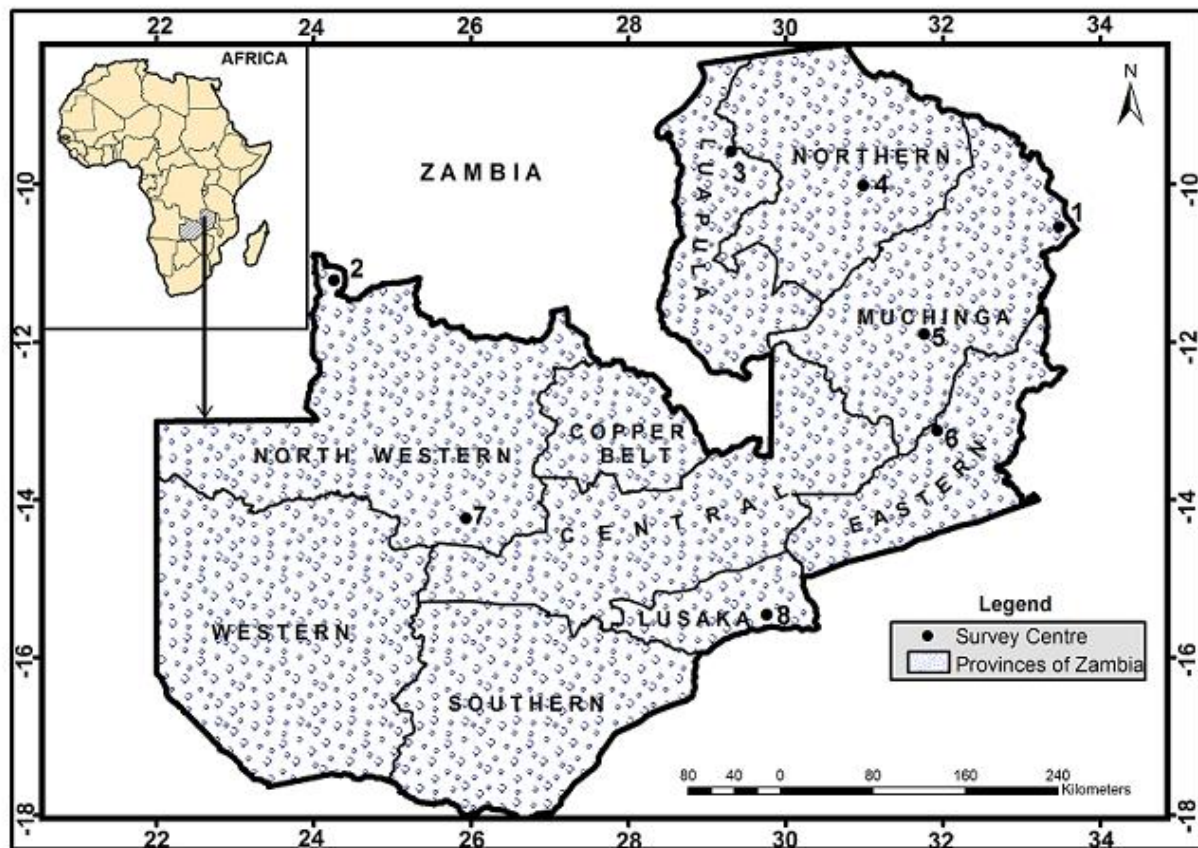 22 24 26 28 30 32 34
AFRICA
N
ZAMBIA
-10
-12
-14
-16
-18
-10
-12
-14
-16
-18
LUAPULA
3
NORTHERN
4
1
2
MUCHINGA
5
COPPER
BELT
6
NORTH WESTERN
EASTERN
7
CENTRAL
WESTERN
LUSAKA
8
SOUTHERN
Legend
Survey Centre
Provinces of Zambia
80 40 0 80 160 240
Kilometers
22 24 26 28 30 32 34